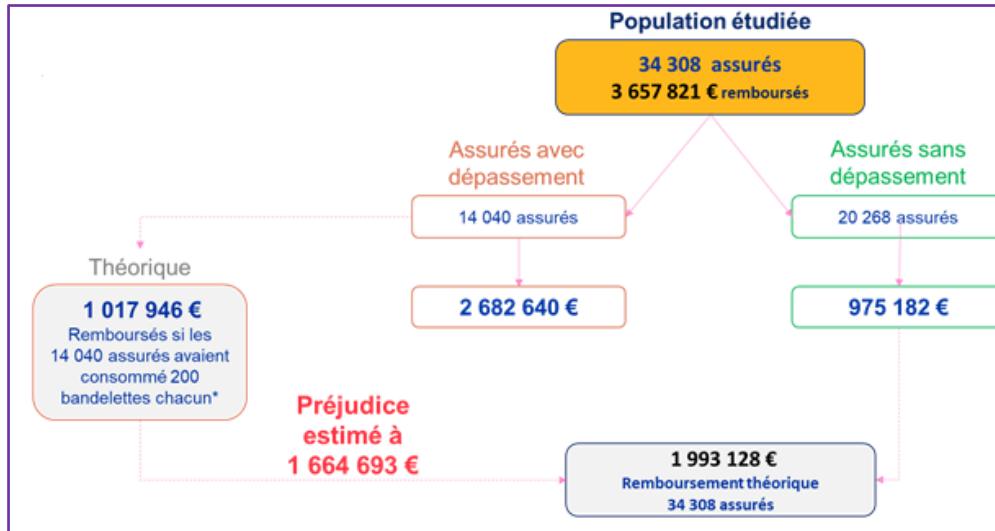 Population étudiée
34 308 assurés
3 657 821 € remboursés
Assurés avec
dépassement
14 040 assurés
2 682 640 €
Assurés sans
dépassement
20 268 assurés
975 182 €
Théorique
1 017 946 €
Remboursés si les
14 040 assurés avaient
consommé 200
bandelettes chacun*
Préjudice
estimé à
1 664 693 €
1 993 128 €
Remboursement théorique
34 308 assurés